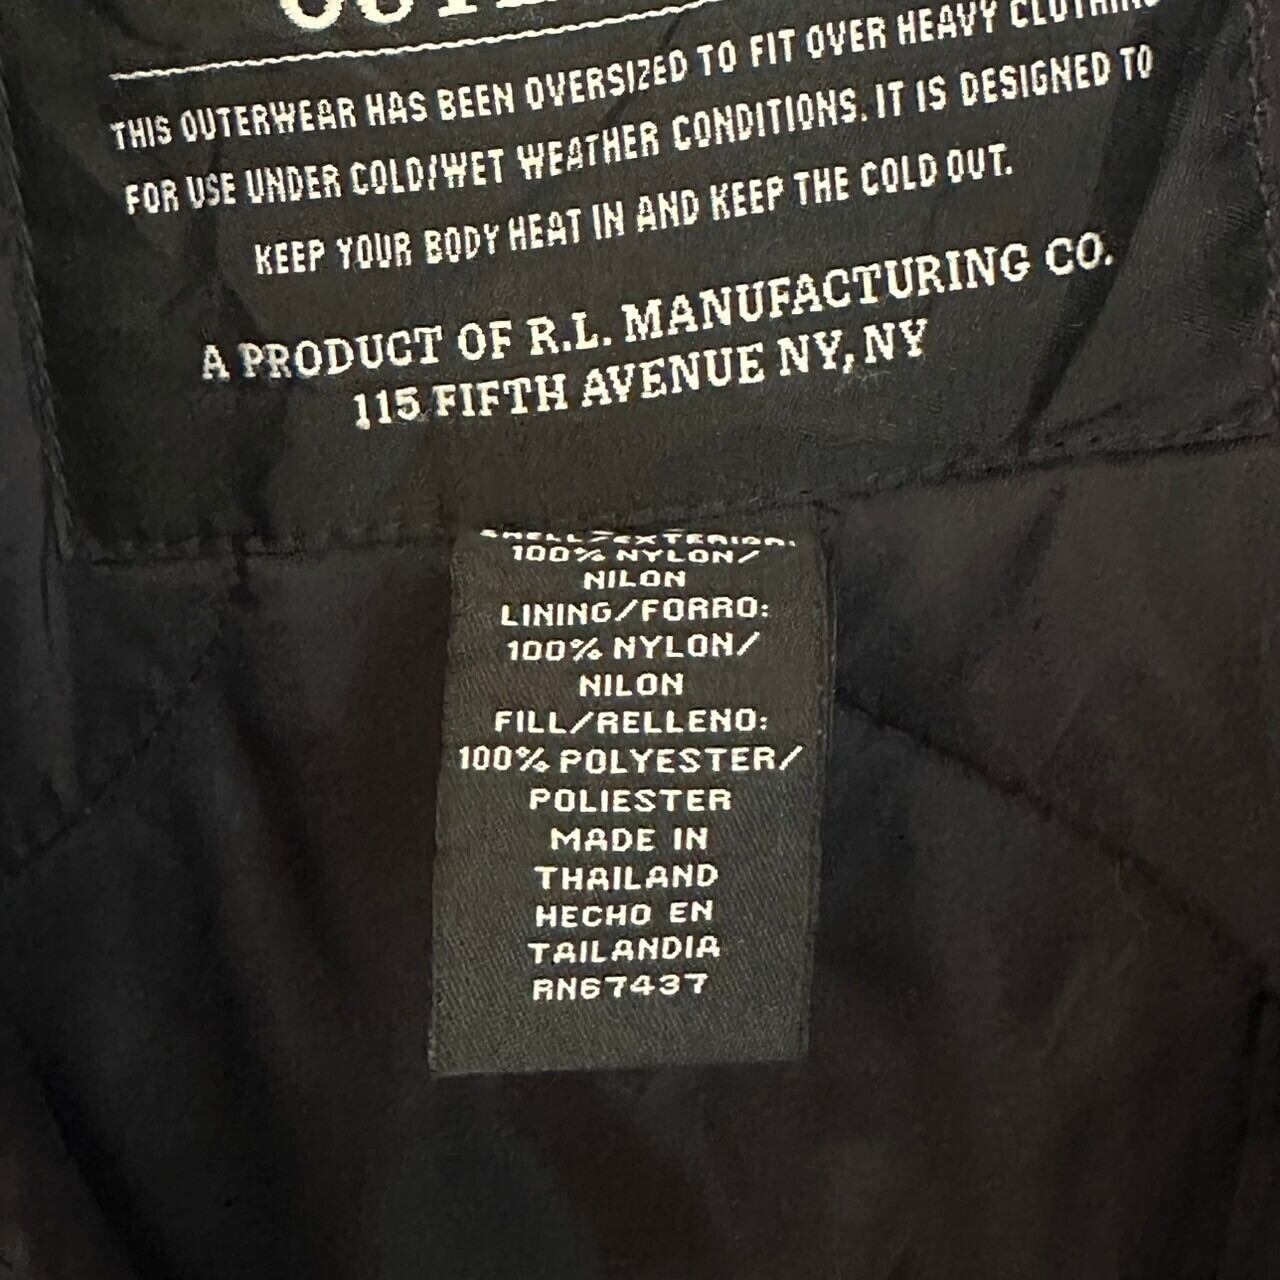 THIS OUTERWEAR HAS BEEN OVERSIZED TO FIT OVER HEAVY CLOTHING
FOR USE UNDER COLD/WET WEATHER CONDITIONS. IT IS DESIGNED TO
KEEP YOUR BODY HEAT IN AND KEEP THE COLD OUT.
A PRODUCT OF R.L. MANUFACTURING CO.
115 FIFTH AVENUE NY, NY
SHELL/EXTERIOR:
100% NYLON/
NILON
LINING/FORRO:
100% NYLON/
NILON
FILL/RELLENO:
100% POLYESTER/
POLIESTER
MADE IN
THAILAND
HECHO EN
TAILANDIA
RN67437